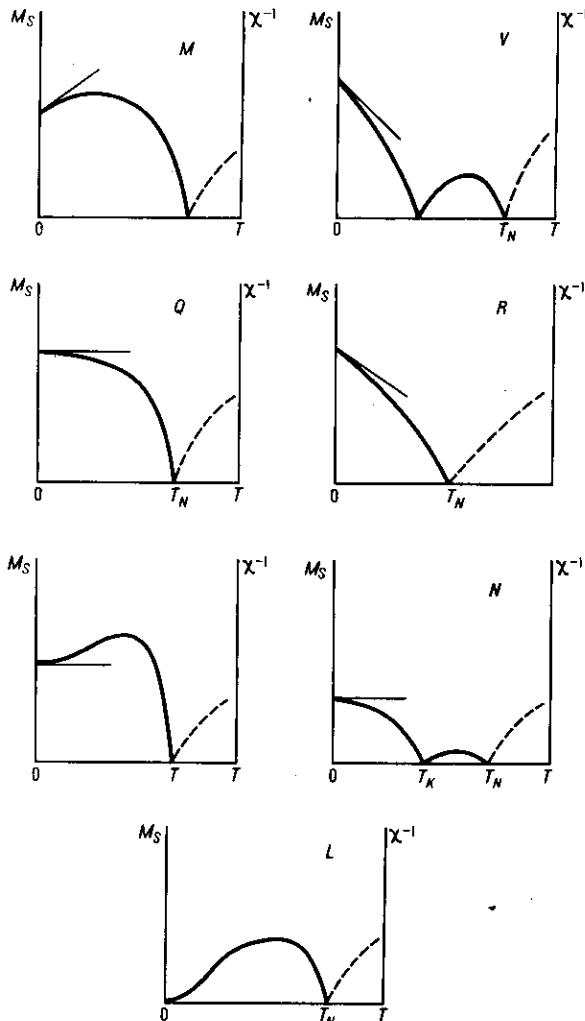 M_S χ⁻¹ V
M_S χ⁻¹ M
0 T
0 T_N T
M_S χ⁻¹ Q
M_S χ⁻¹ R
0 T_N T
0 T_N
M_S χ⁻¹
M_S χ⁻¹ N
0 T
0 T_K T_N T
M_S χ⁻¹ L
0 T_N T